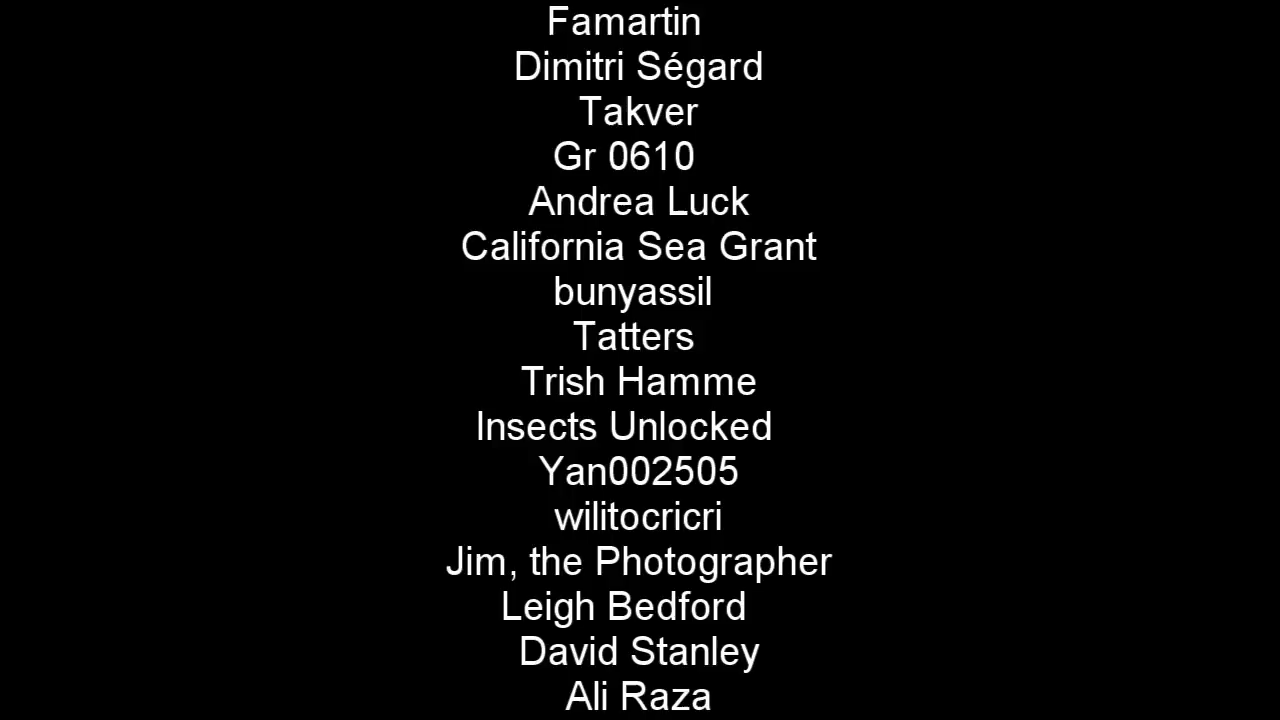 Famartin
Dimitri Ségard
Takver
Gr 0610
Andrea Luck
California Sea Grant
bunyassil
Tatters
Trish Hamme
Insects Unlocked
Yan002505
wilitocricri
Jim, the Photographer
Leigh Bedford
David Stanley
Ali Raza